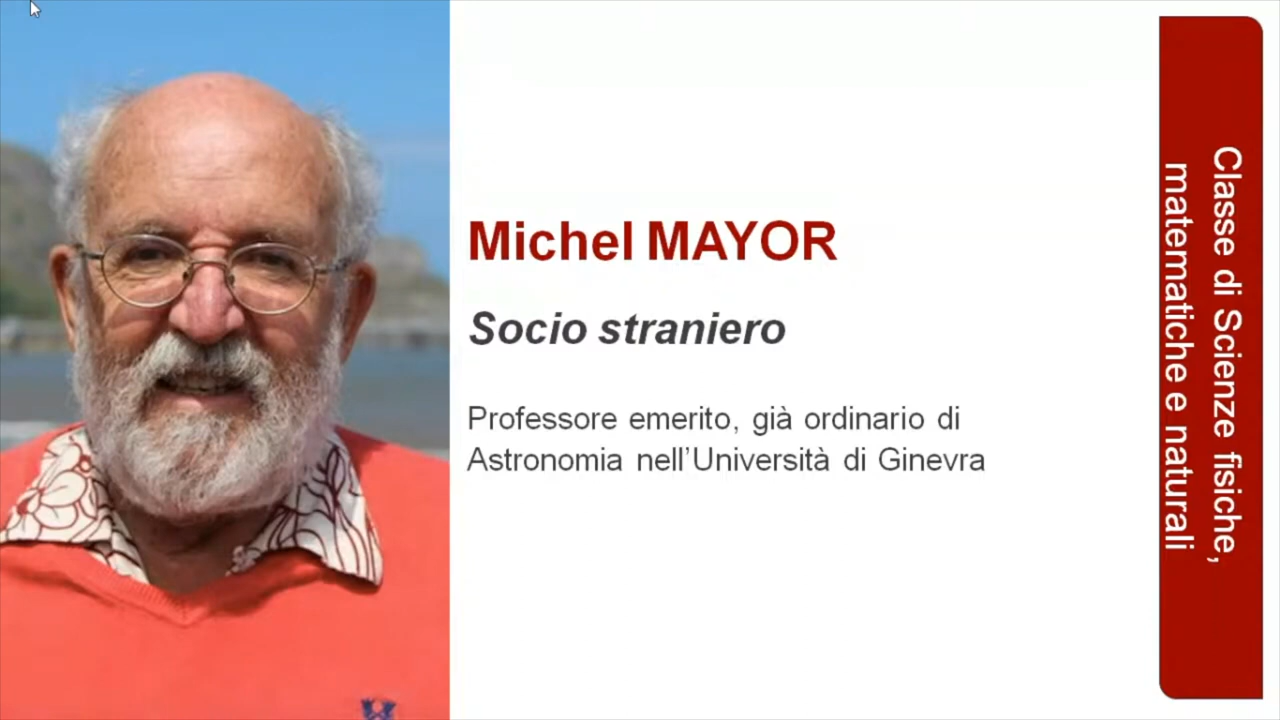 Michel MAYOR
Socio straniero
Professore emerito, già ordinario di
Astronomia nell'Università di Ginevra
Classe di Scienze fisiche,
matematiche e naturali